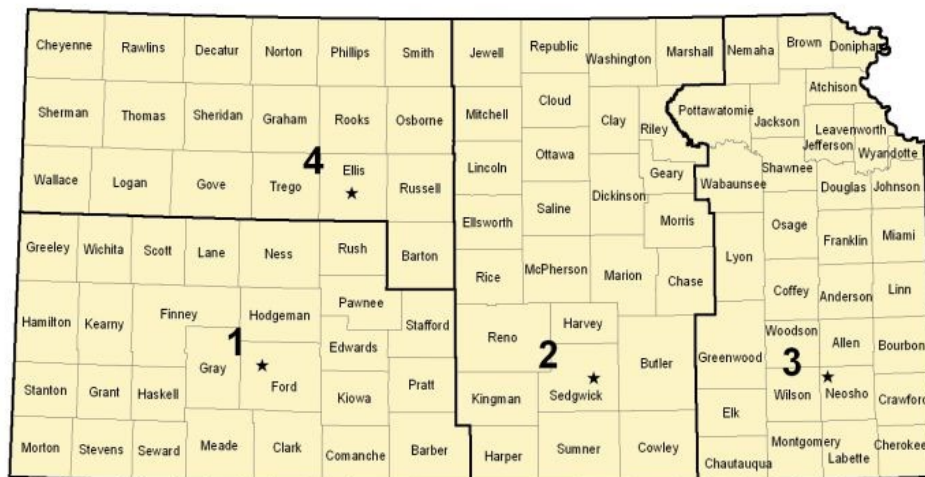 Cheyenne Rawlins Decatur Norton Phillips Smith Jewell Republic Washington Marshall Nemaha Brown Doniphan
Sherman Thomas Sheridan Graham Rooks Osborne Mitchell Cloud Clay Riley Pottawatomie Jackson Atchison
Leavenworth
Jefferson Wyandotte
Wallace Logan Gove Trego 4 Ellis Russell Lincoln Ottawa Dickinson Geary Wabaunsee Shawnee Douglas Johnson
Ellsworth Saline Morris
Greeley Wichita Scott Lane Ness Rush Barton Rice McPherson Marion Chase Lyon Osage Franklin Miami
Hamilton Kearny Finney Hodgeman Pawnee Stafford Coffey Anderson Linn
1 Gray Ford Edwards Reno Harvey Butler Greenwood Woodson Allen Bourbon
2 3
Stanton Grant Haskell Kiowa Pratt Kingman Sedgwick Elk Wilson Neosho Crawford
Morton Stevens Seward Meade Clark Comanche Barber Harper Sumner Cowley Chautauqua Montgomery Labette Cherokee